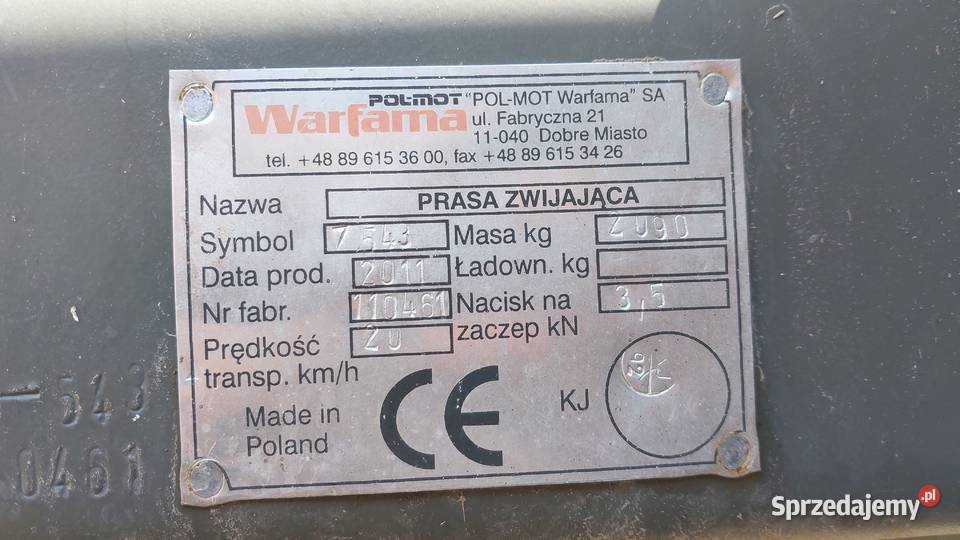 POL-MOT "POL-MOT Warfama" SA
Warfama ul. Fabryczna 21
11-040 Dobre Miasto
tel. +48 89 615 36 00, fax +48 89 615 34 26
Nazwa PRASA ZWIJAJĄCA
Symbol Z 543 Masa kg 2090
Data prod. 2011 Ładown. kg
Nr fabr. 110461 Nacisk na 3,5
zaczep kN
Prędkość 20
transp. km/h
Made in
Poland
CE
KJ
543
0461
Sprzedajemy.pl